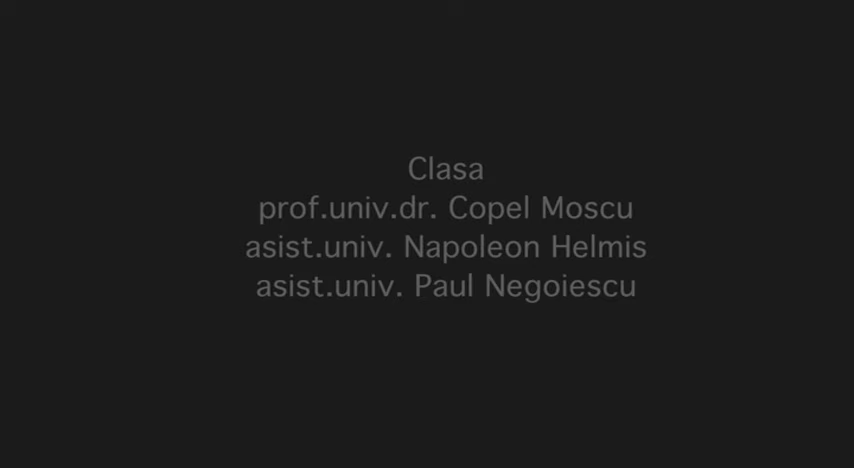 Clasa
prof.univ.dr. Copel Moscu
asist.univ. Napoleon Helmis
asist.univ. Paul Negoiescu